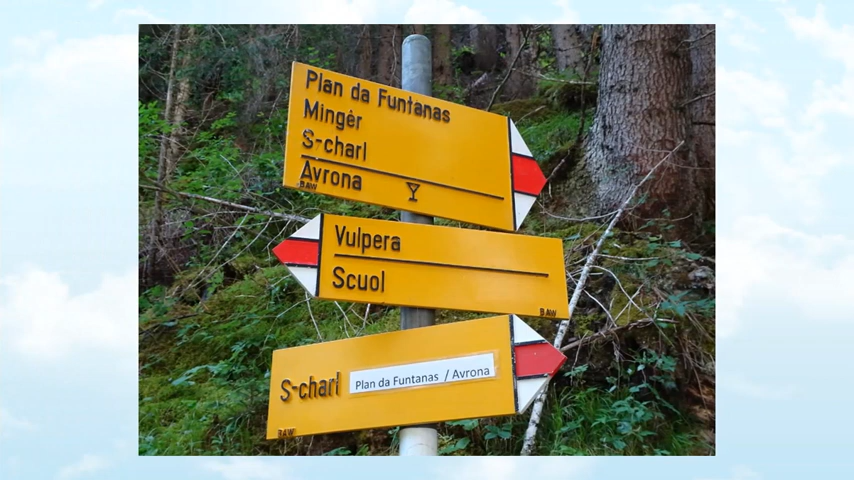 Plan da Funtanas
Mingèr
S-charl
Avrona
BAW
Vulpera
Scuol
BAW
S-charl Plan da Funtanas / Avrona
BAW